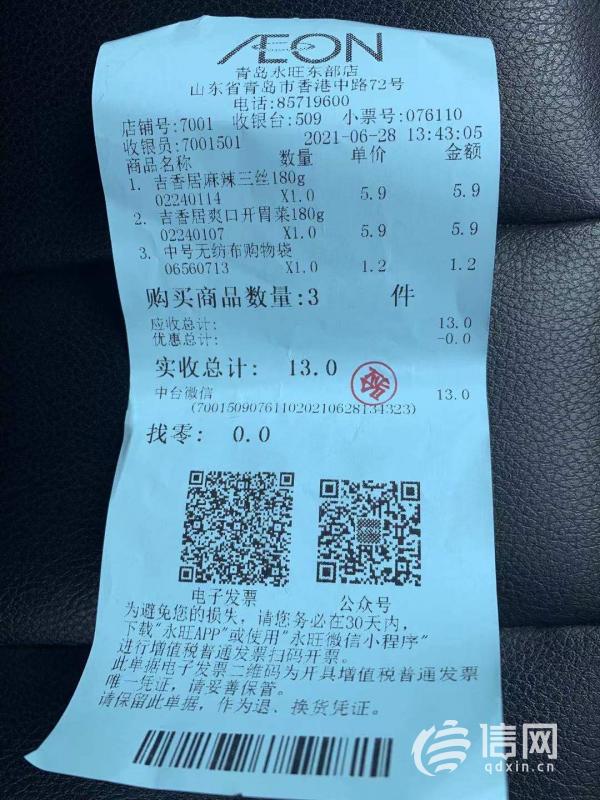 ÆON
青岛永旺东部店
山东省青岛市香港中路72号
电话:85719600
店铺号:7001 收银台:509 小票号:076110
收银员:7001501 2021-06-28 13:43:05
商品名称 数量 单价 金额
1. 吉香居麻辣三丝180g
02240114 X1.0 5.9 5.9
2. 吉香居爽口开胃菜180g
02240107 X1.0 5.9 5.9
3. 中号无纺布购物袋
06560713 X1.0 1.2 1.2
购买商品数量:3 件
应收总计: 13.0
优惠总计: -0.0
实收总计: 13.0
验
中台微信 13.0
(70015090761102021062813­4323)
找零: 0.0
电子发票 公众号
为避免您的损失，请您务必在30天内，
下载"永旺APP"或使用"永旺微信小程序"
进行增值税普通发票扫码开票。
此单据电子发票二维码为开具增值税普通发票
唯一凭证，请妥善保管。
请保留此单据，作为退、换货凭证。
信网
qdxin.cn